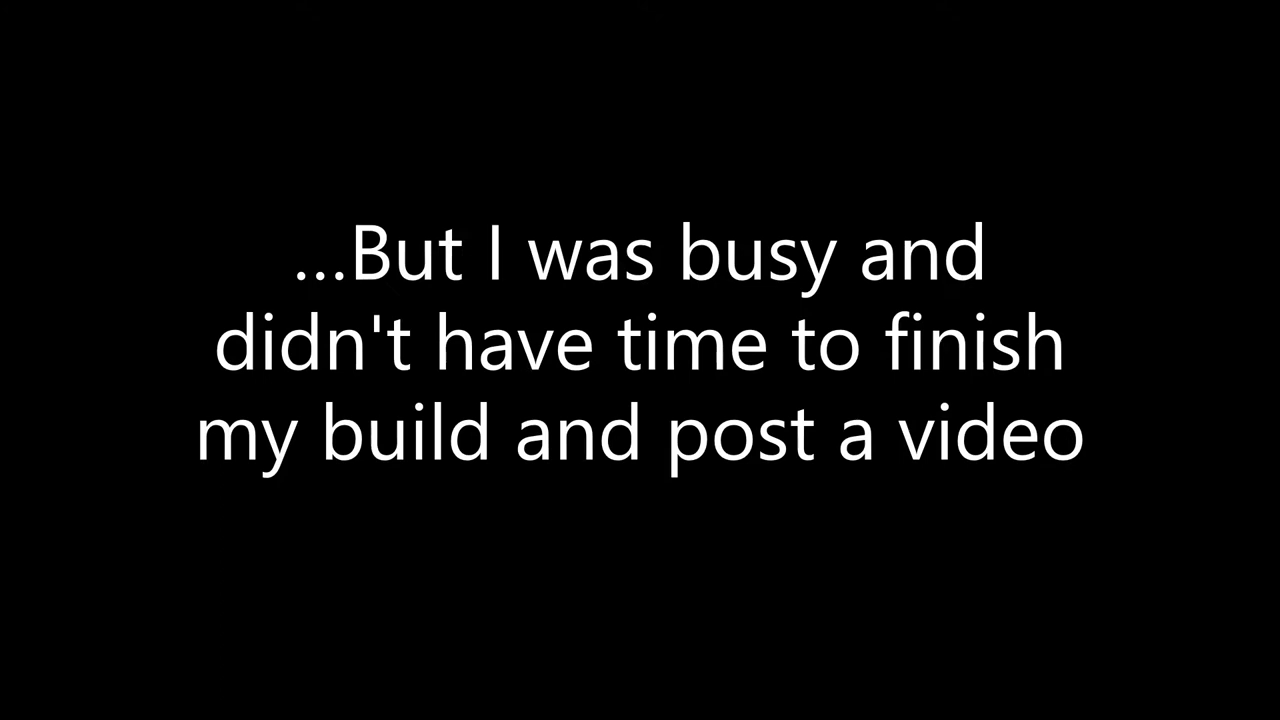 ...But I was busy and
didn't have time to finish
my build and post a video